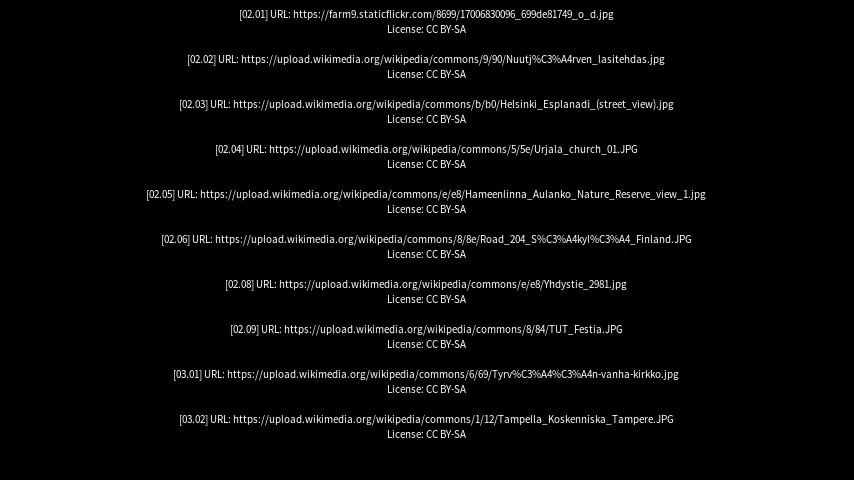 [02.01] URL: https://farm9.staticflickr.com/8699/17006830096_699de81749_o_d.jpg
License: CC BY-SA
[02.02] URL: https://upload.wikimedia.org/wikipedia/commons/9/90/Nuutj%C3%A4rven_lasitehdas.jpg
License: CC BY-SA
[02.03] URL: https://upload.wikimedia.org/wikipedia/commons/b/b0/Helsinki_Esplanadi_(street_view).jpg
License: CC BY-SA
[02.04] URL: https://upload.wikimedia.org/wikipedia/commons/5/5e/Urjala_church_01.JPG
License: CC BY-SA
[02.05] URL: https://upload.wikimedia.org/wikipedia/commons/e/e8/Hameenlinna_Aulanko_Nature_Reserve_view_1.jpg
License: CC BY-SA
[02.06] URL: https://upload.wikimedia.org/wikipedia/commons/8/8e/Road_204_S%C3%A4kyl%C3%A4_Finland.JPG
License: CC BY-SA
[02.08] URL: https://upload.wikimedia.org/wikipedia/commons/e/e8/Yhdystie_2981.jpg
License: CC BY-SA
[02.09] URL: https://upload.wikimedia.org/wikipedia/commons/8/84/TUT_Festia.JPG
License: CC BY-SA
[03.01] URL: https://upload.wikimedia.org/wikipedia/commons/6/69/Tyrv%C3%A4%C3%A4n-vanha-kirkko.jpg
License: CC BY-SA
[03.02] URL: https://upload.wikimedia.org/wikipedia/commons/1/12/Tampella_Koskenniska_Tampere.JPG
License: CC BY-SA